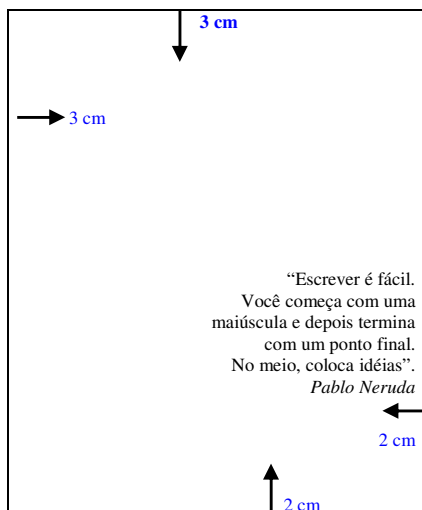 3 cm
3 cm
“Escrever é fácil.
Você começa com uma
maiúscula e depois termina
com um ponto final.
No meio, coloca idéias”.
Pablo Neruda
2 cm
2 cm